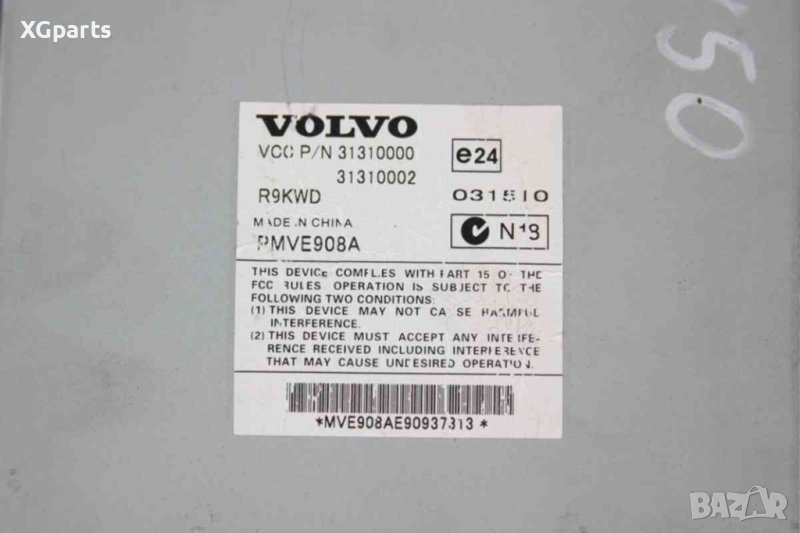 XGparts
V50
VOLVO
VCC P/N 31310000
31310002
e24
R9KWD
031510
MADE IN CHINA
PMVE908A
N13
THIS DEVICE COMPLIES WITH PART 15 OF THE
FCC RULES OPERATION IS SUBJECT TO THE
FOLLOWING TWO CONDITIONS:
(1) THIS DEVICE MAY NOT CAUSE HARMFUL
INTERFERENCE.
(2) THIS DEVICE MUST ACCEPT ANY INTERFE-
RENCE RECEIVED INCLUDING INTERFERENCE
THAT MAY CAUSE UNDESIRED OPERATION.
*MVE908AE90937313*
BAZAR